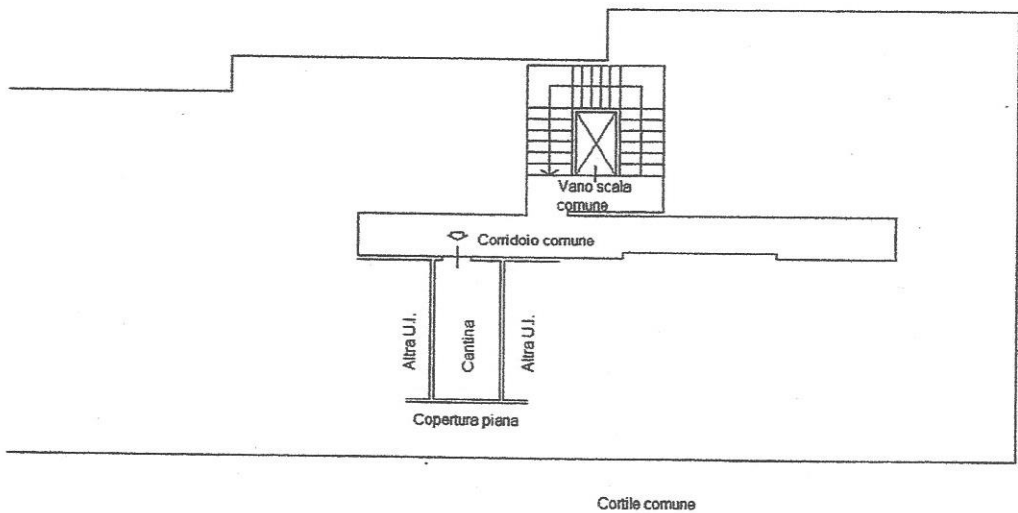 Vano scala
comune
Corridoio comune
Altra U.I.
Cantina
Altra U.I.
Copertura piana
Cortile comune